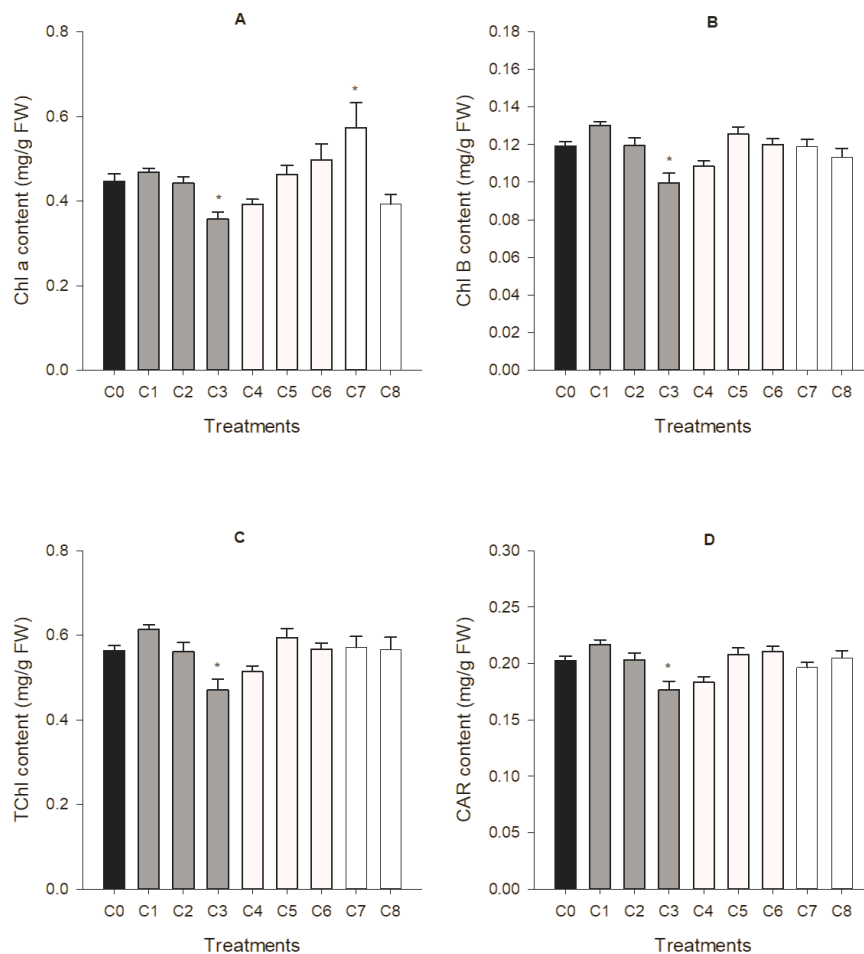 A
Chl a content (mg/g FW)
0.8
0.6
0.4
0.2
0.0
*
*
C0 C1 C2 C3 C4 C5 C6 C7 C8
Treatments
B
Chl B content (mg/g FW)
0.18
0.16
0.14
0.12
0.10
0.08
0.06
0.04
0.02
0.00
*
C0 C1 C2 C3 C4 C5 C6 C7 C8
Treatments
C
TChl content (mg/g FW)
0.8
0.6
0.4
0.2
0.0
*
C0 C1 C2 C3 C4 C5 C6 C7 C8
Treatments
D
CAR content (mg/g FW)
0.30
0.25
0.20
0.15
0.10
0.05
0.00
*
C0 C1 C2 C3 C4 C5 C6 C7 C8
Treatments